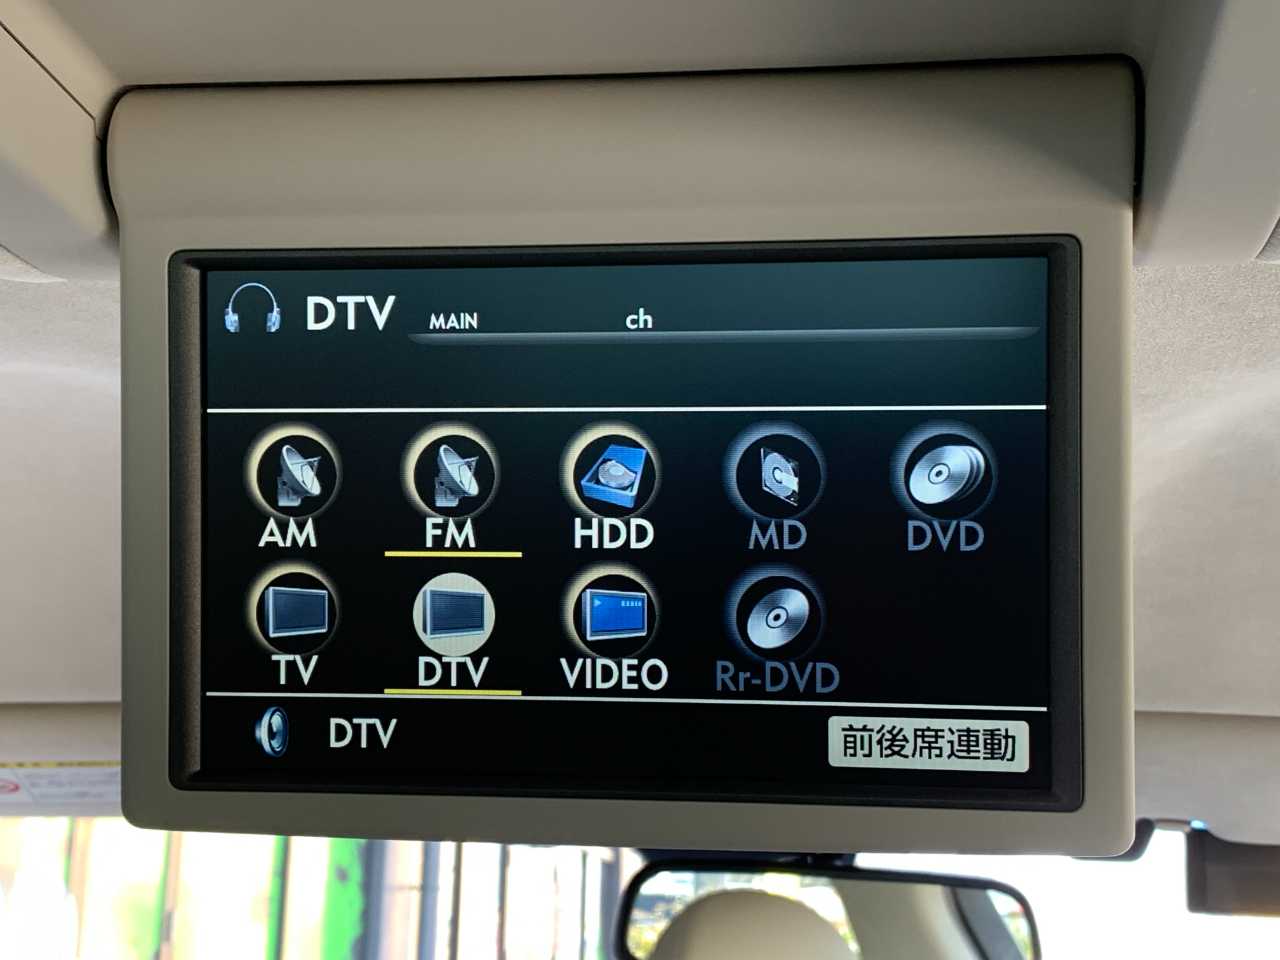 DTV MAIN ch
AM FM HDD MD DVD
TV DTV VIDEO Rr-DVD
DTV 前後席連動